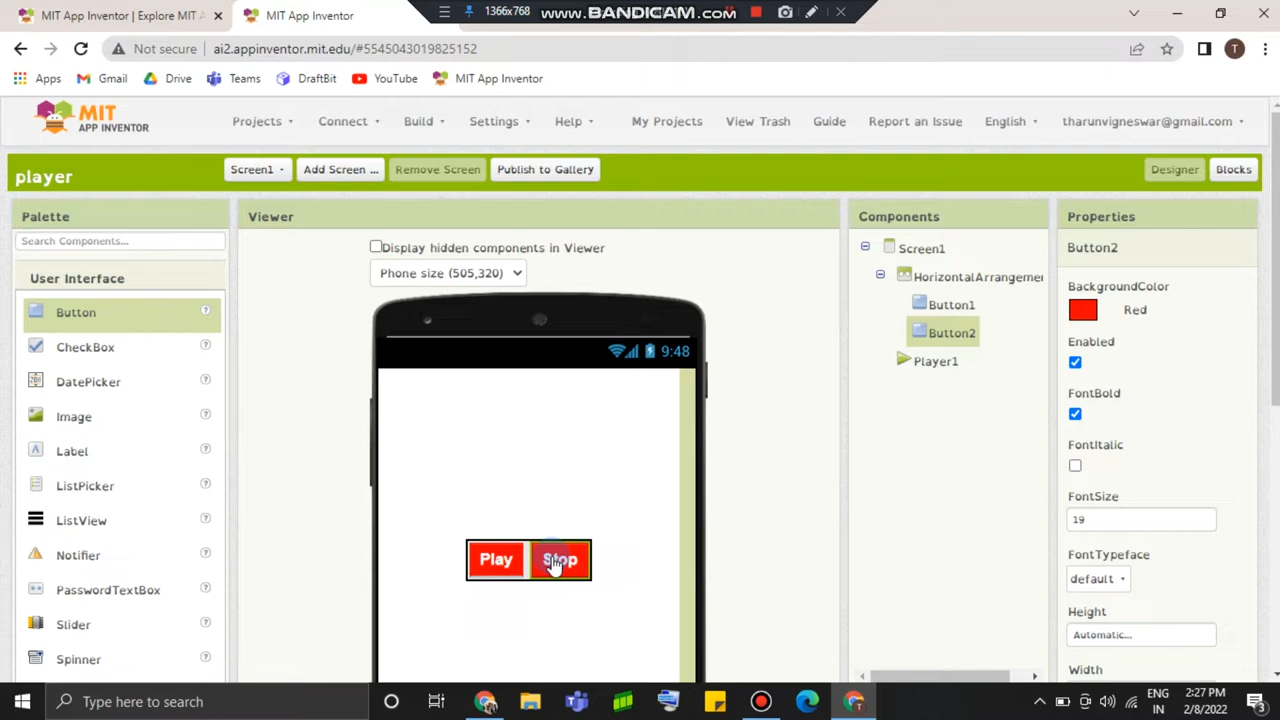 MIT App Inventor | Explore MIT A
MIT App Inventor
1366x768
www.BANDICAM.com
Not secure
ai2.appinventor.mit.edu/#5545043019825152
T
Apps
Gmail
Drive
Teams
DraftBit
YouTube
MIT App Inventor
MIT
APP INVENTOR
Projects
Connect
Build
Settings
Help
My Projects
View Trash
Guide
Report an Issue
English
tharunvigneswar@gmail.com
player
Screen1
Add Screen ...
Remove Screen
Publish to Gallery
Designer
Blocks
Palette
Search Components...
User Interface
Button
?
CheckBox
?
DatePicker
?
Image
?
Label
?
ListPicker
?
ListView
?
Notifier
?
PasswordTextBox
?
Slider
?
Spinner
?
Viewer
Display hidden components in Viewer
Phone size (505,320)
9:48
Play
Stop
Components
Screen1
HorizontalArrangemer
Button1
Button2
Player1
Properties
Button2
BackgroundColor
Red
Enabled
FontBold
FontItalic
FontSize
19
FontTypeface
default
Height
Automatic...
Width
Type here to search
ENG
IN
2:27 PM
2/8/2022
3